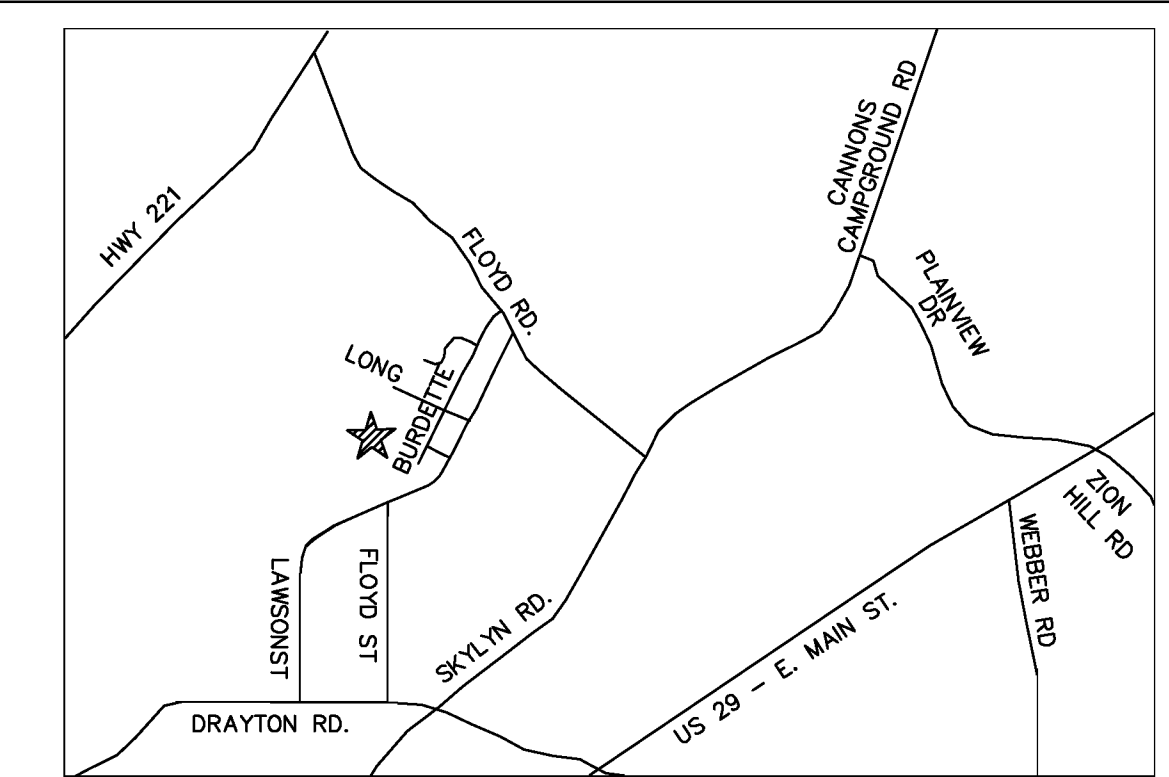 CANNONS
CAMPGROUND RD
HWY 221
FLOYD RD.
PLAINVIEW
DR
LONG
BURDETTE
ZION
HILL RD
WEBBER RD
LAWSONST
FLOYD ST
SKYLYN RD.
US 29 – E. MAIN ST.
DRAYTON RD.